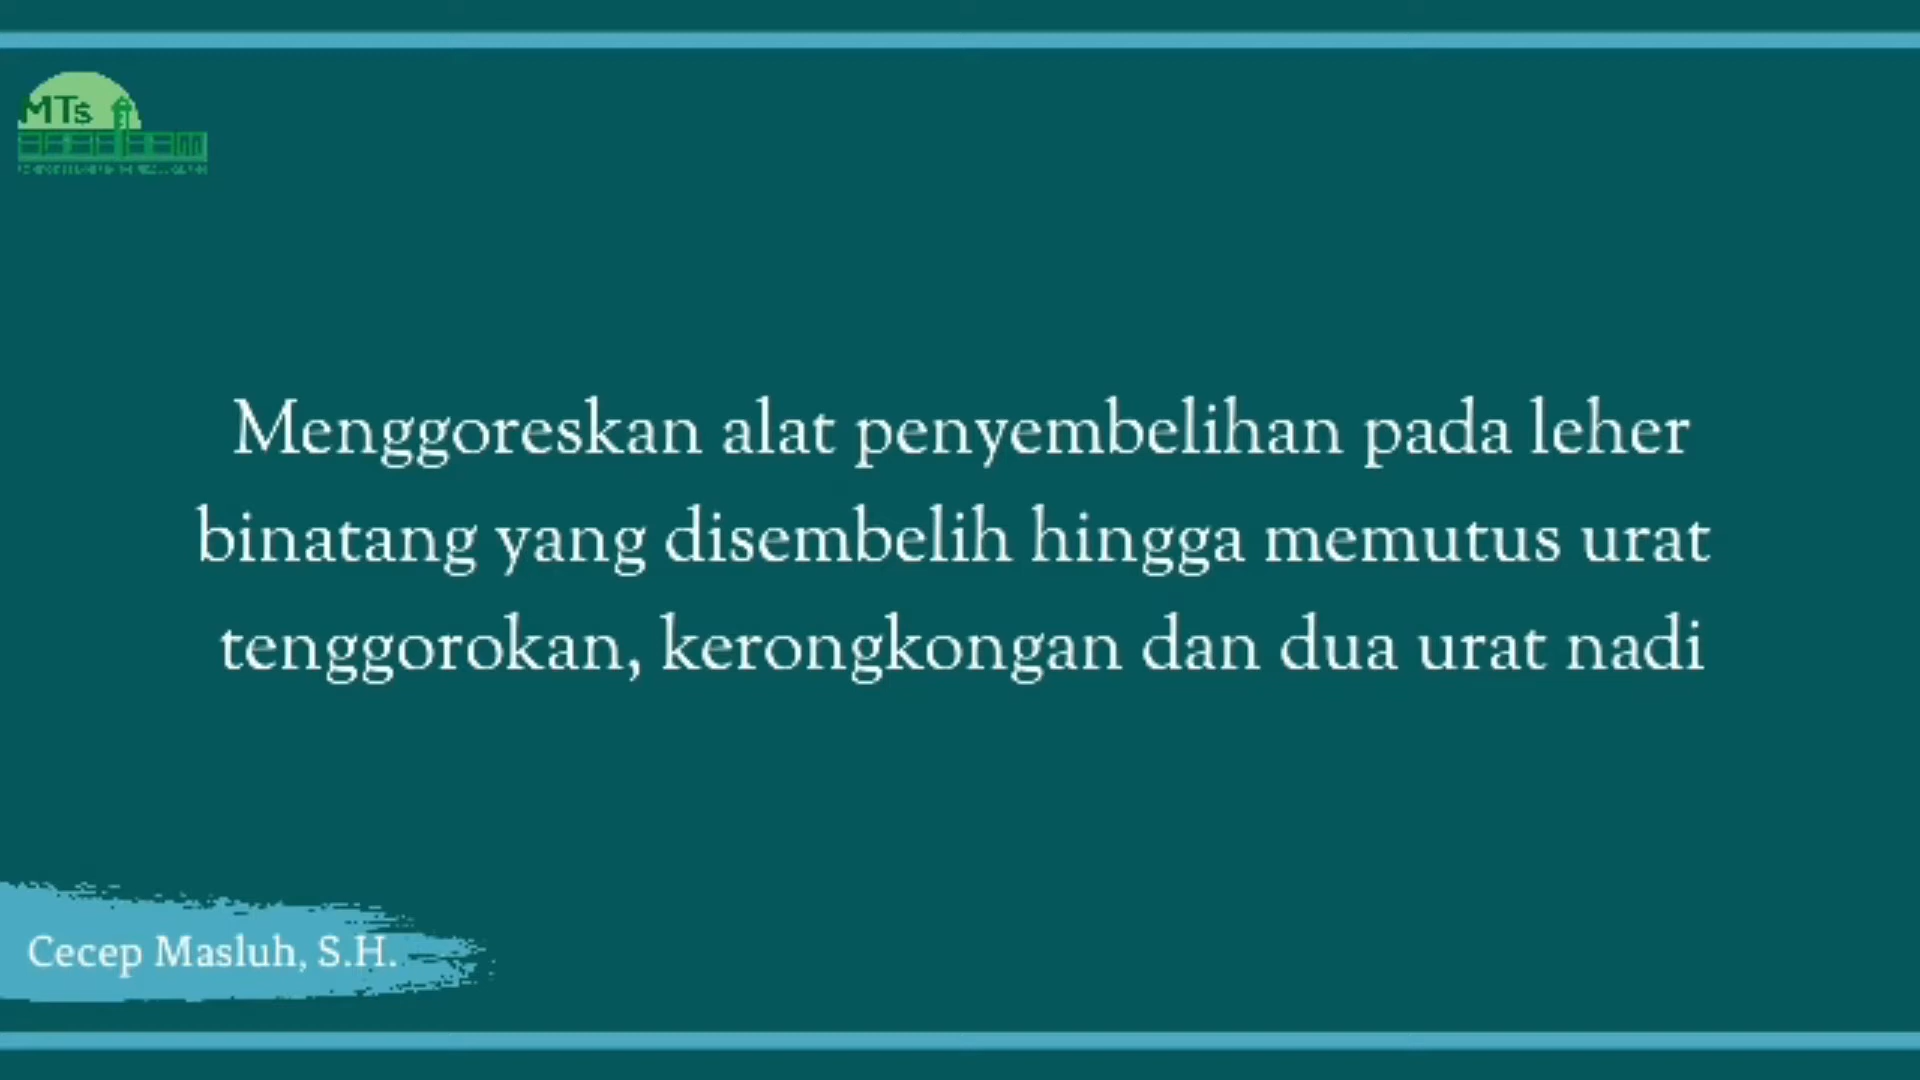 MTs
Menggoreskan alat penyembelihan pada leher
binatang yang disembelih hingga memutus urat
tenggorokan, kerongkongan dan dua urat nadi
Cecep Masluh, S.H.